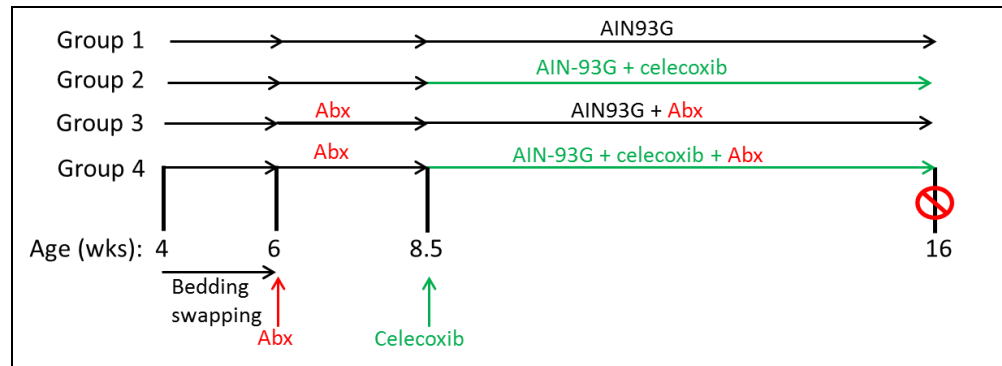 Group 1 AIN93G
Group 2 AIN-93G + celecoxib
Group 3 Abx AIN93G + Abx
Group 4 Abx AIN-93G + celecoxib + Abx
Age (wks): 4 6 8.5 16
Bedding
swapping
Abx
Celecoxib